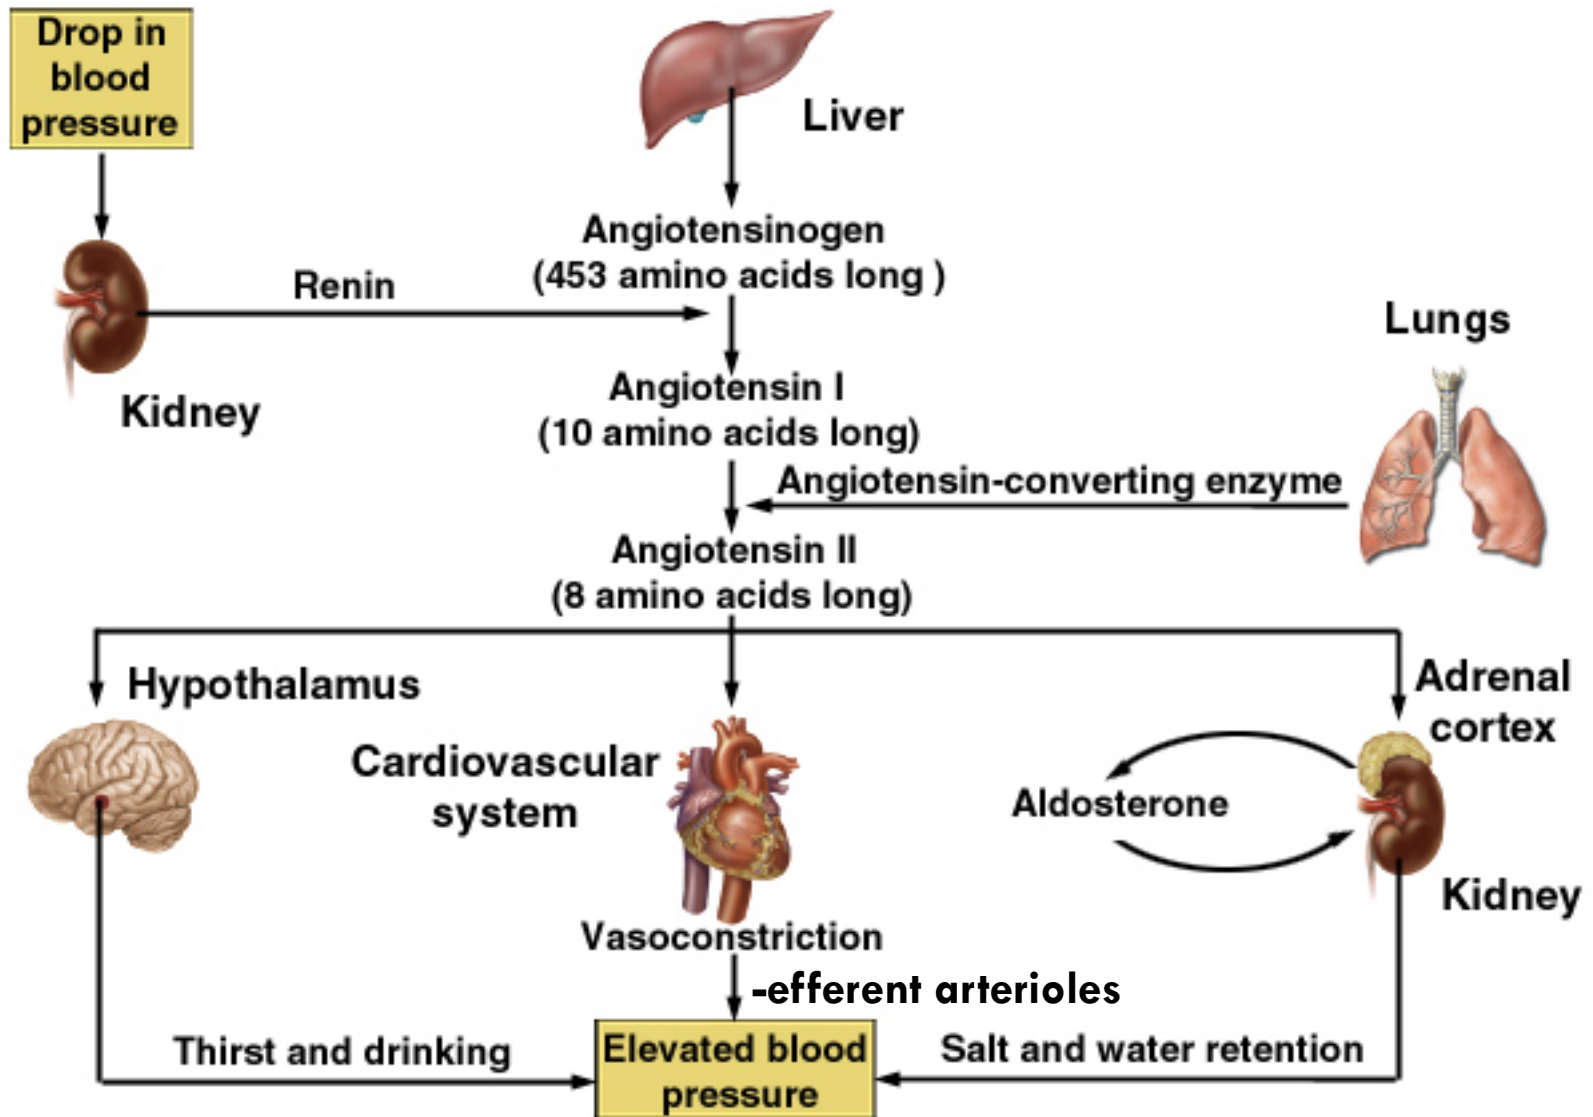 Drop in
blood
pressure
Liver
Angiotensinogen
(453 amino acids long )
Renin
Lungs
Kidney
Angiotensin I
(10 amino acids long)
Angiotensin-converting enzyme
Angiotensin II
(8 amino acids long)
Hypothalamus
Cardiovascular
system
Adrenal
cortex
Aldosterone
Kidney
Vasoconstriction
-efferent arterioles
Thirst and drinking
Elevated blood
pressure
Salt and water retention